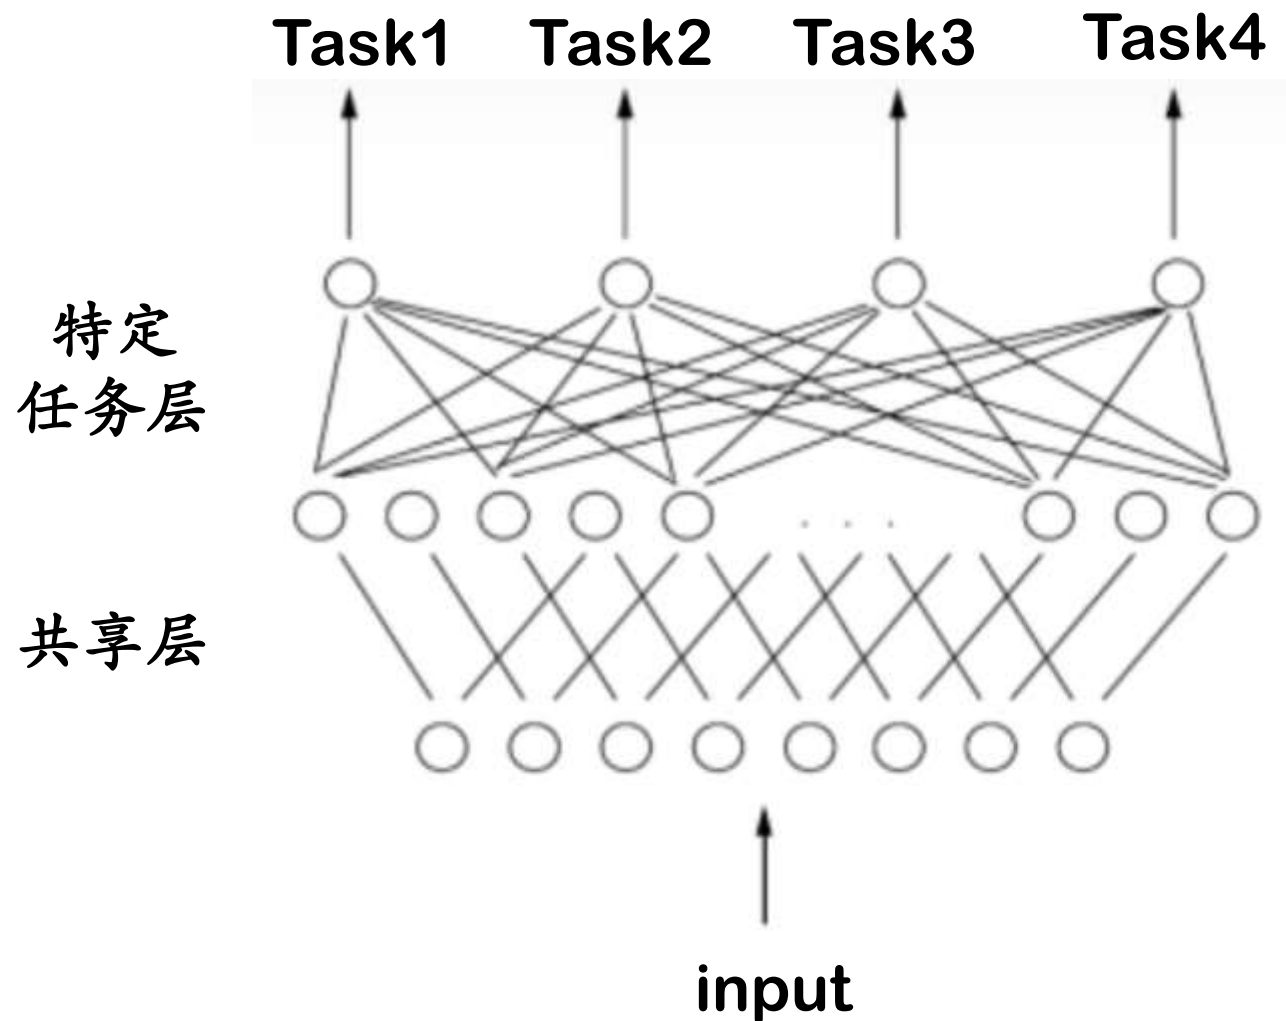 Task1 Task2 Task3 Task4
特定
任务层
. . .
共享层
input